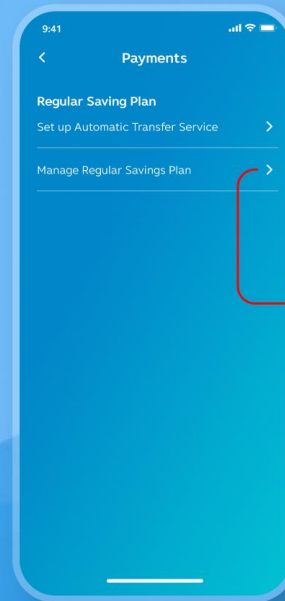 9:41
Payments
Regular Saving Plan
Set up Automatic Transfer Service
Manage Regular Savings Plan